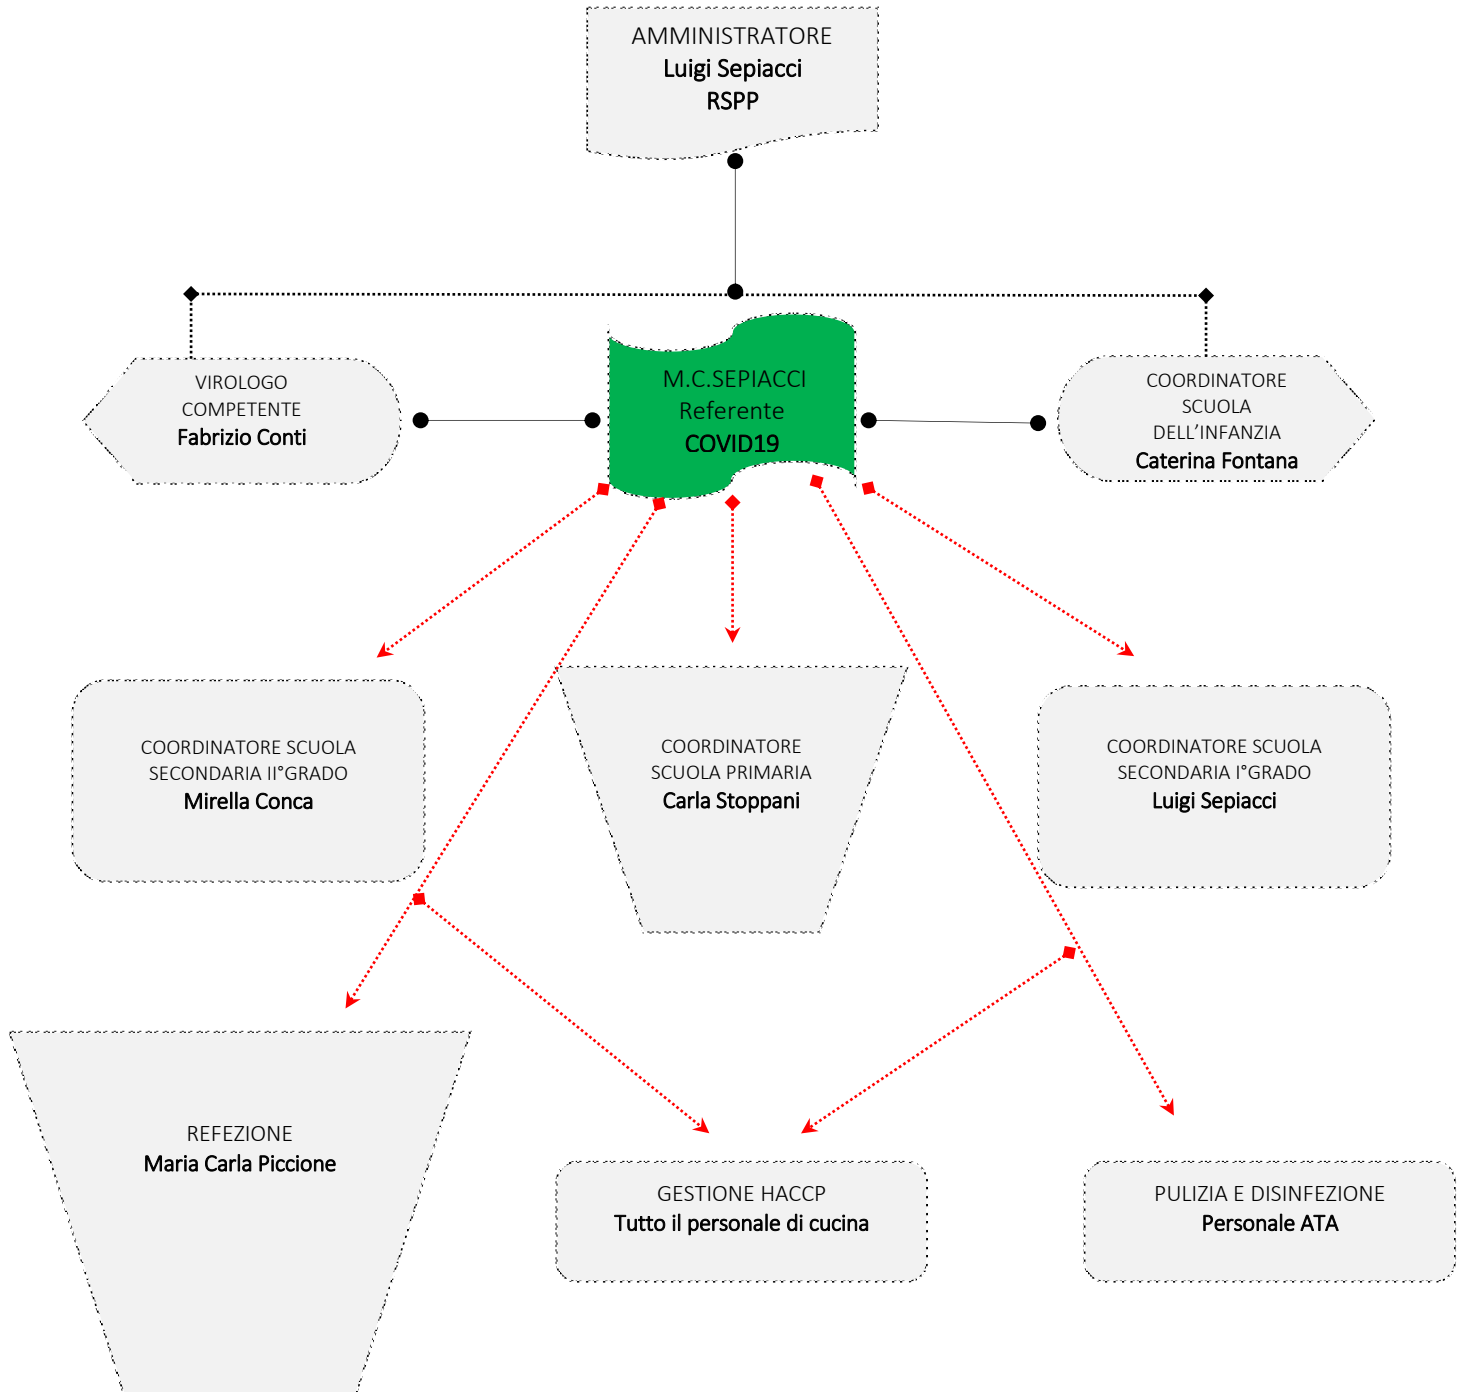 AMMINISTRATORE
Luigi Sepiacci
RSPP
VIROLOGO
COMPETENTE
Fabrizio Conti
M.C.SEPIACCI
Referente
COVID19
COORDINATORE
SCUOLA
DELL’INFANZIA
Caterina Fontana
COORDINATORE SCUOLA
SECONDARIA II°GRADO
Mirella Conca
COORDINATORE
SCUOLA PRIMARIA
Carla Stoppani
COORDINATORE SCUOLA
SECONDARIA I°GRADO
Luigi Sepiacci
REFEZIONE
Maria Carla Piccione
GESTIONE HACCP
Tutto il personale di cucina
PULIZIA E DISINFEZIONE
Personale ATA